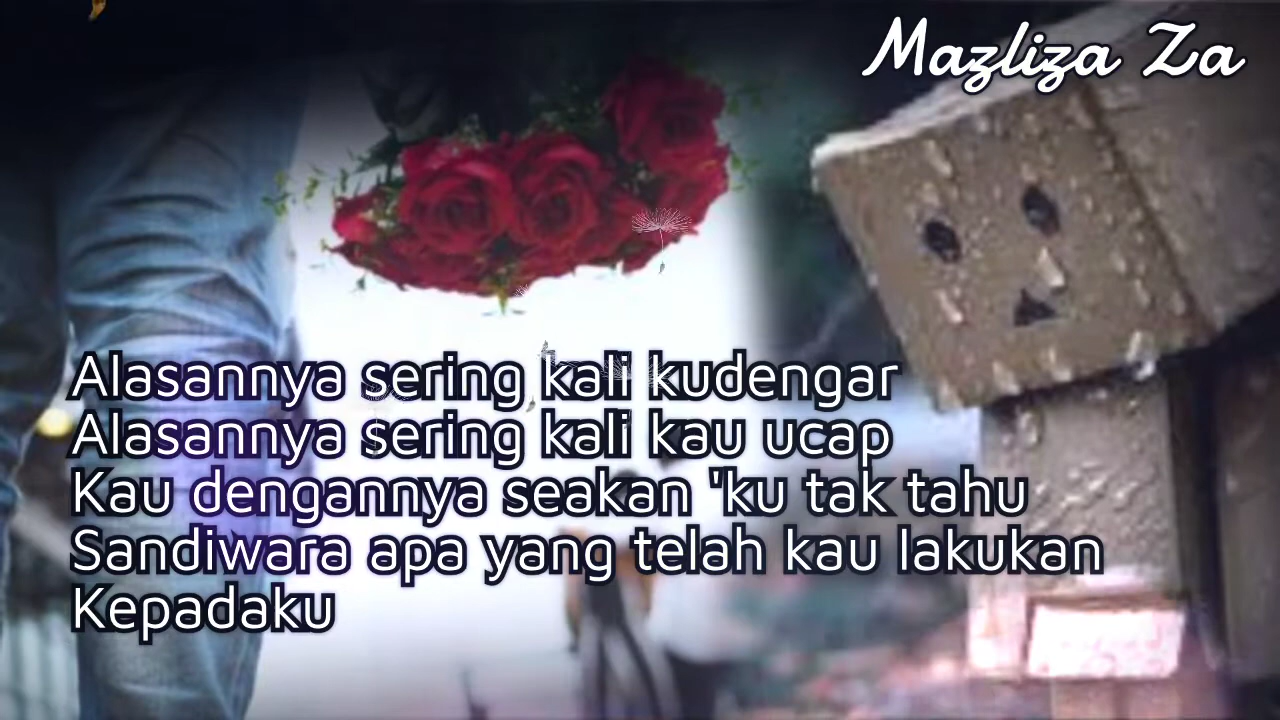 Mazliza Za
Alasannya sering kali kudengar
Alasannya sering kali kau ucap
Kau dengannya seakan 'ku tak tahu
Sandiwara apa yang telah kau lakukan
Kepadaku